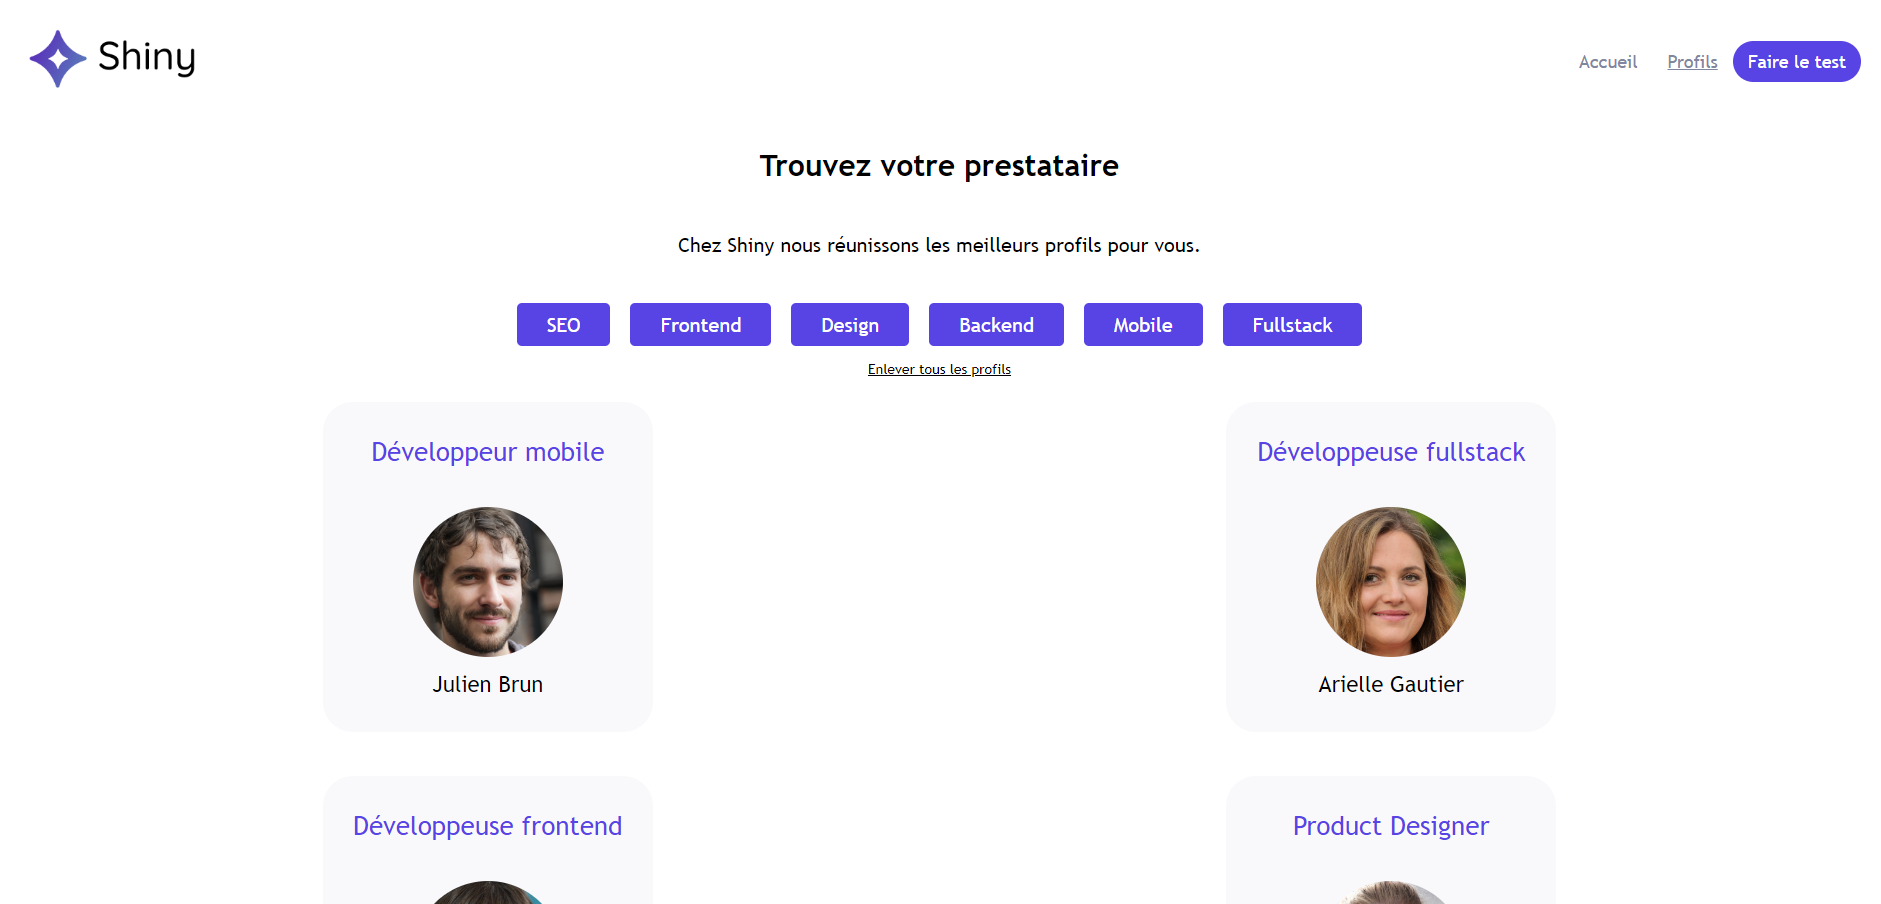 Shiny
Accueil
Profils
Faire le test
Trouvez votre prestataire
Chez Shiny nous réunissons les meilleurs profils pour vous.
SEO
Frontend
Design
Backend
Mobile
Fullstack
Enlever tous les profils
Développeur mobile
Développeuse fullstack
Julien Brun
Arielle Gautier
Développeuse frontend
Product Designer